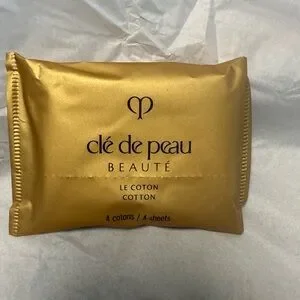 clé de peau
BEAUTÉ
LE COTON
COTTON
4 cotons / 4 sheets